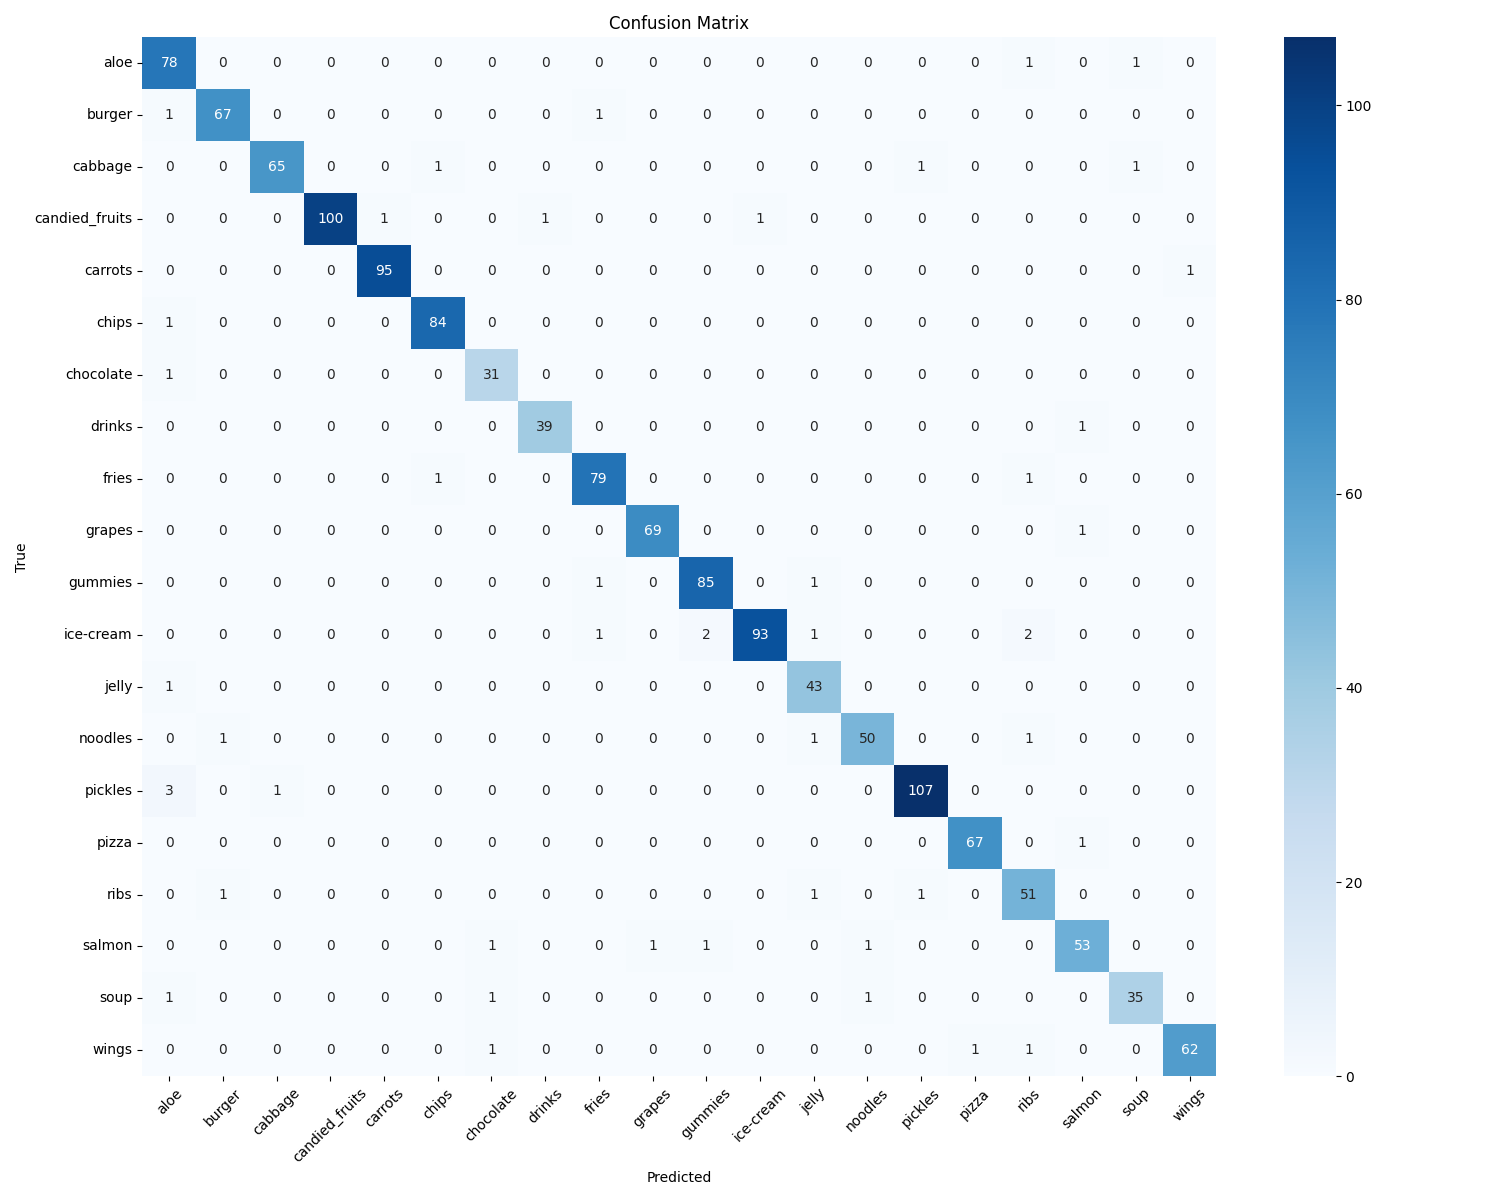 Confusion Matrix
aloe 78 0 0 0 0 0 0 0 0 0 0 0 0 0 0 0 1 0 1 0
burger 1 67 0 0 0 0 0 0 1 0 0 0 0 0 0 0 0 0 0 0
cabbage 0 0 65 0 0 1 0 0 0 0 0 0 0 0 1 0 0 0 1 0
candied_fruits 0 0 0 100 1 0 0 1 0 0 0 1 0 0 0 0 0 0 0 0
carrots 0 0 0 0 95 0 0 0 0 0 0 0 0 0 0 0 0 0 0 1
chips 1 0 0 0 0 84 0 0 0 0 0 0 0 0 0 0 0 0 0 0
chocolate 1 0 0 0 0 0 31 0 0 0 0 0 0 0 0 0 0 0 0 0
drinks 0 0 0 0 0 0 0 39 0 0 0 0 0 0 0 0 0 1 0 0
fries 0 0 0 0 0 1 0 0 79 0 0 0 0 0 0 0 1 0 0 0
grapes 0 0 0 0 0 0 0 0 0 69 0 0 0 0 0 0 0 1 0 0
gummies 0 0 0 0 0 0 0 0 1 0 85 0 1 0 0 0 0 0 0 0
ice-cream 0 0 0 0 0 0 0 0 1 0 2 93 1 0 0 0 2 0 0 0
jelly 1 0 0 0 0 0 0 0 0 0 0 0 43 0 0 0 0 0 0 0
noodles 0 1 0 0 0 0 0 0 0 0 0 0 1 50 0 0 1 0 0 0
pickles 3 0 1 0 0 0 0 0 0 0 0 0 0 0 107 0 0 0 0 0
pizza 0 0 0 0 0 0 0 0 0 0 0 0 0 0 0 67 0 1 0 0
ribs 0 1 0 0 0 0 0 0 0 0 0 0 1 0 1 0 51 0 0 0
salmon 0 0 0 0 0 0 1 0 0 1 1 0 0 1 0 0 0 53 0 0
soup 1 0 0 0 0 0 1 0 0 0 0 0 0 1 0 0 0 0 35 0
wings 0 0 0 0 0 0 1 0 0 0 0 0 0 0 0 1 1 0 0 62
aloe burger cabbage candied_fruits carrots chips chocolate drinks fries grapes gummies ice-cream jelly noodles pickles pizza ribs salmon soup wings
Predicted
True
100
80
60
40
20
0